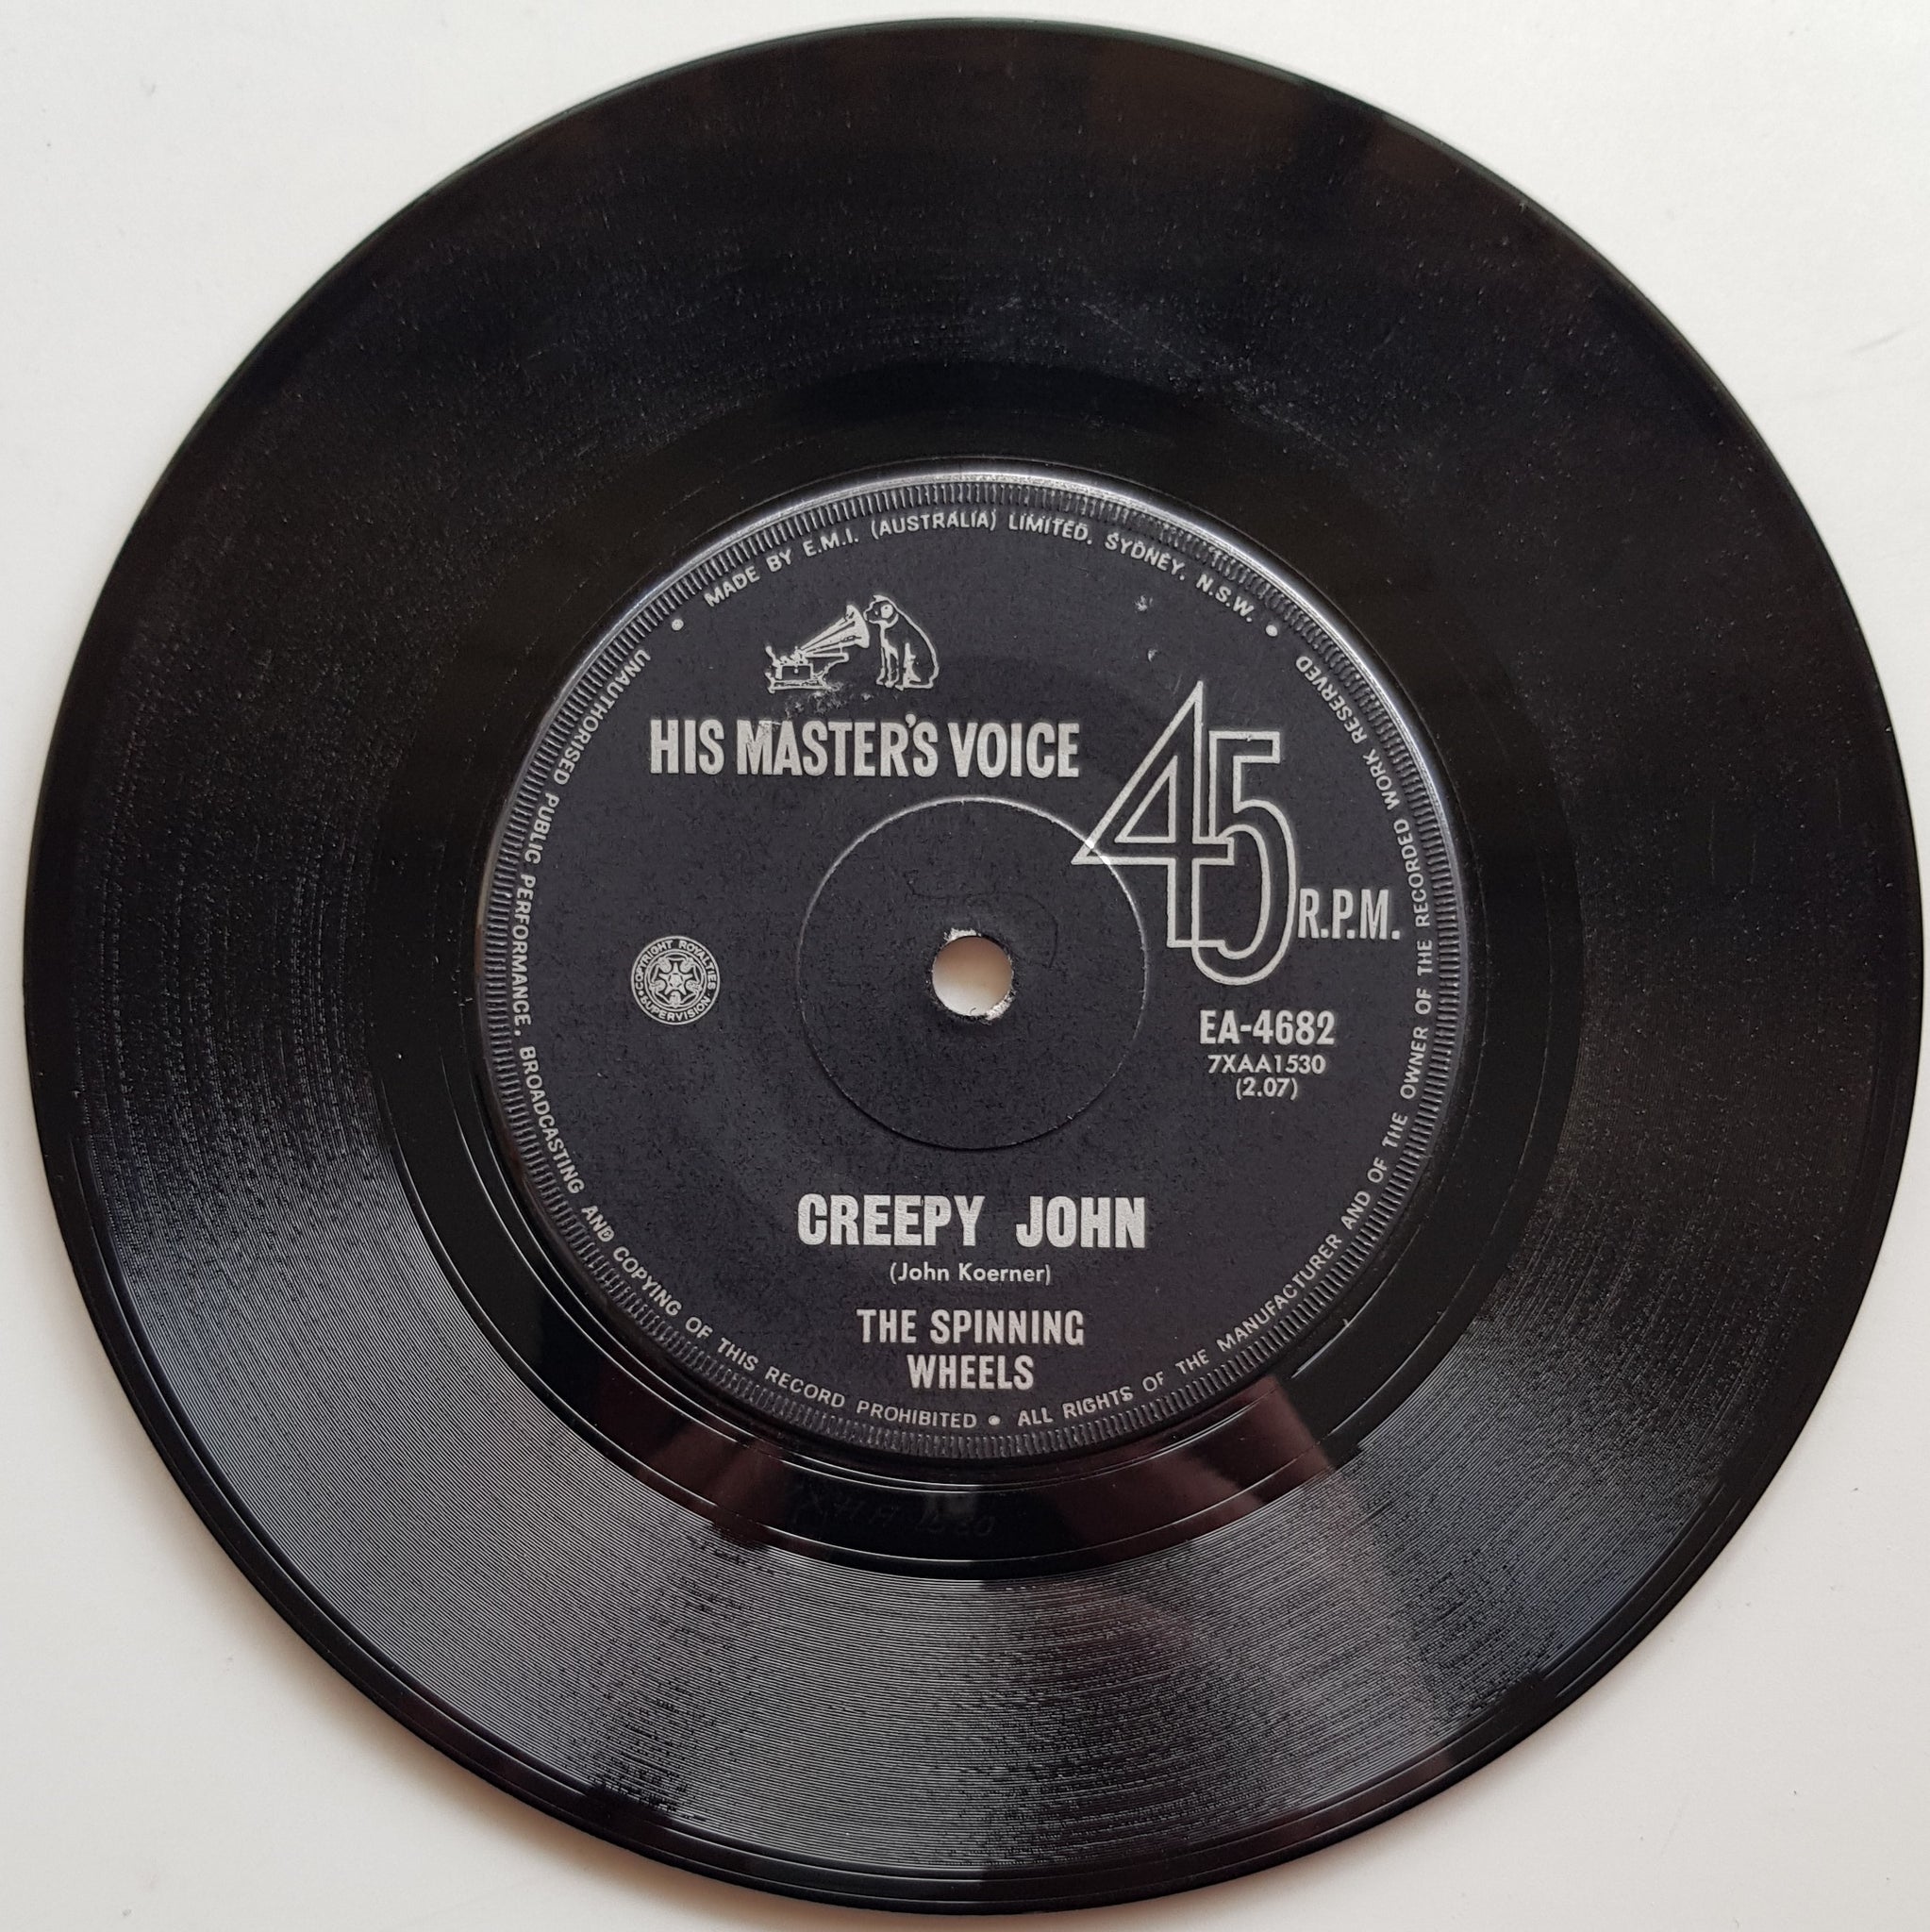 • MADE BY E.M.I. (AUSTRALIA) LIMITED. SYDNEY. N.S.W. •
HIS MASTER'S VOICE
45
R.P.M.
COPYRIGHT ROYALTIES
SUPERVISION
EA-4682
7XAA1530
(2.07)
CREEPY JOHN
(John Koerner)
THE SPINNING
WHEELS
UNAUTHORISED PUBLIC PERFORMANCE. BROADCASTING AND COPYING OF THIS RECORD PROHIBITED • ALL RIGHTS OF THE MANUFACTURER AND OF THE OWNER OF THE RECORDED WORK RESERVED